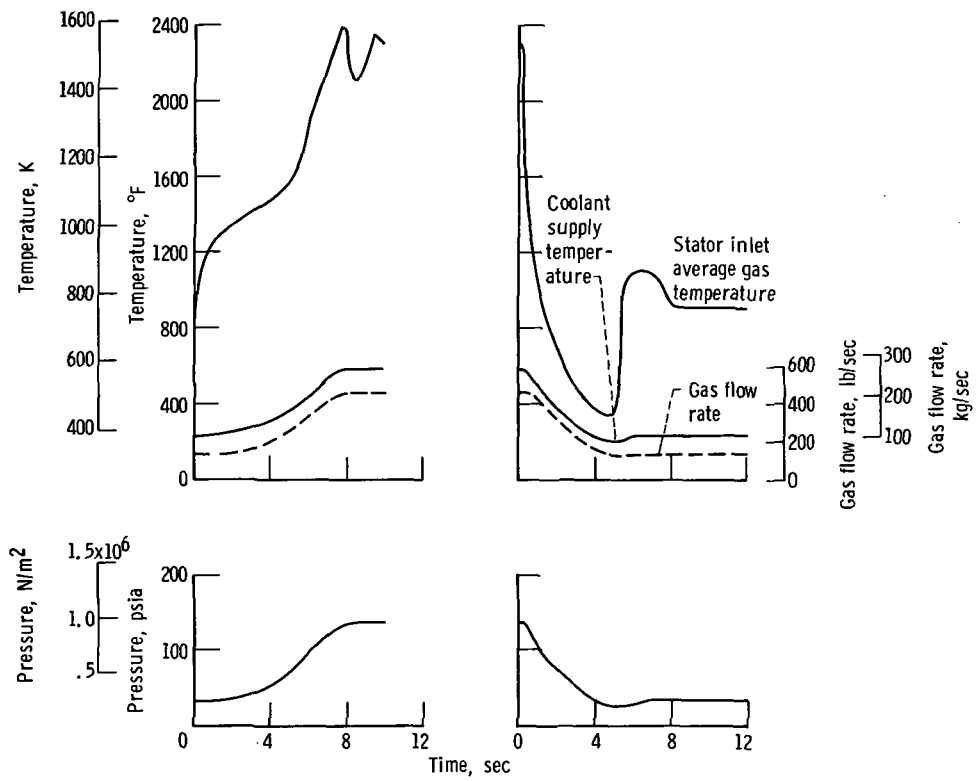 1600
1400
1200
1000
800
600
400
Temperature, K
2400
2000
1600
1200
800
400
0
Temperature, °F
Coolant
supply
temper-
ature
Stator inlet
average gas
temperature
Gas flow
rate
600
400
200
0
Gas flow rate, lb/sec
300
200
100
Gas flow rate,
kg/sec
1.5x10⁶
1.0
.5
Pressure, N/m²
200
100
Pressure, psia
0
4
8
12
0
4
8
12
Time, sec